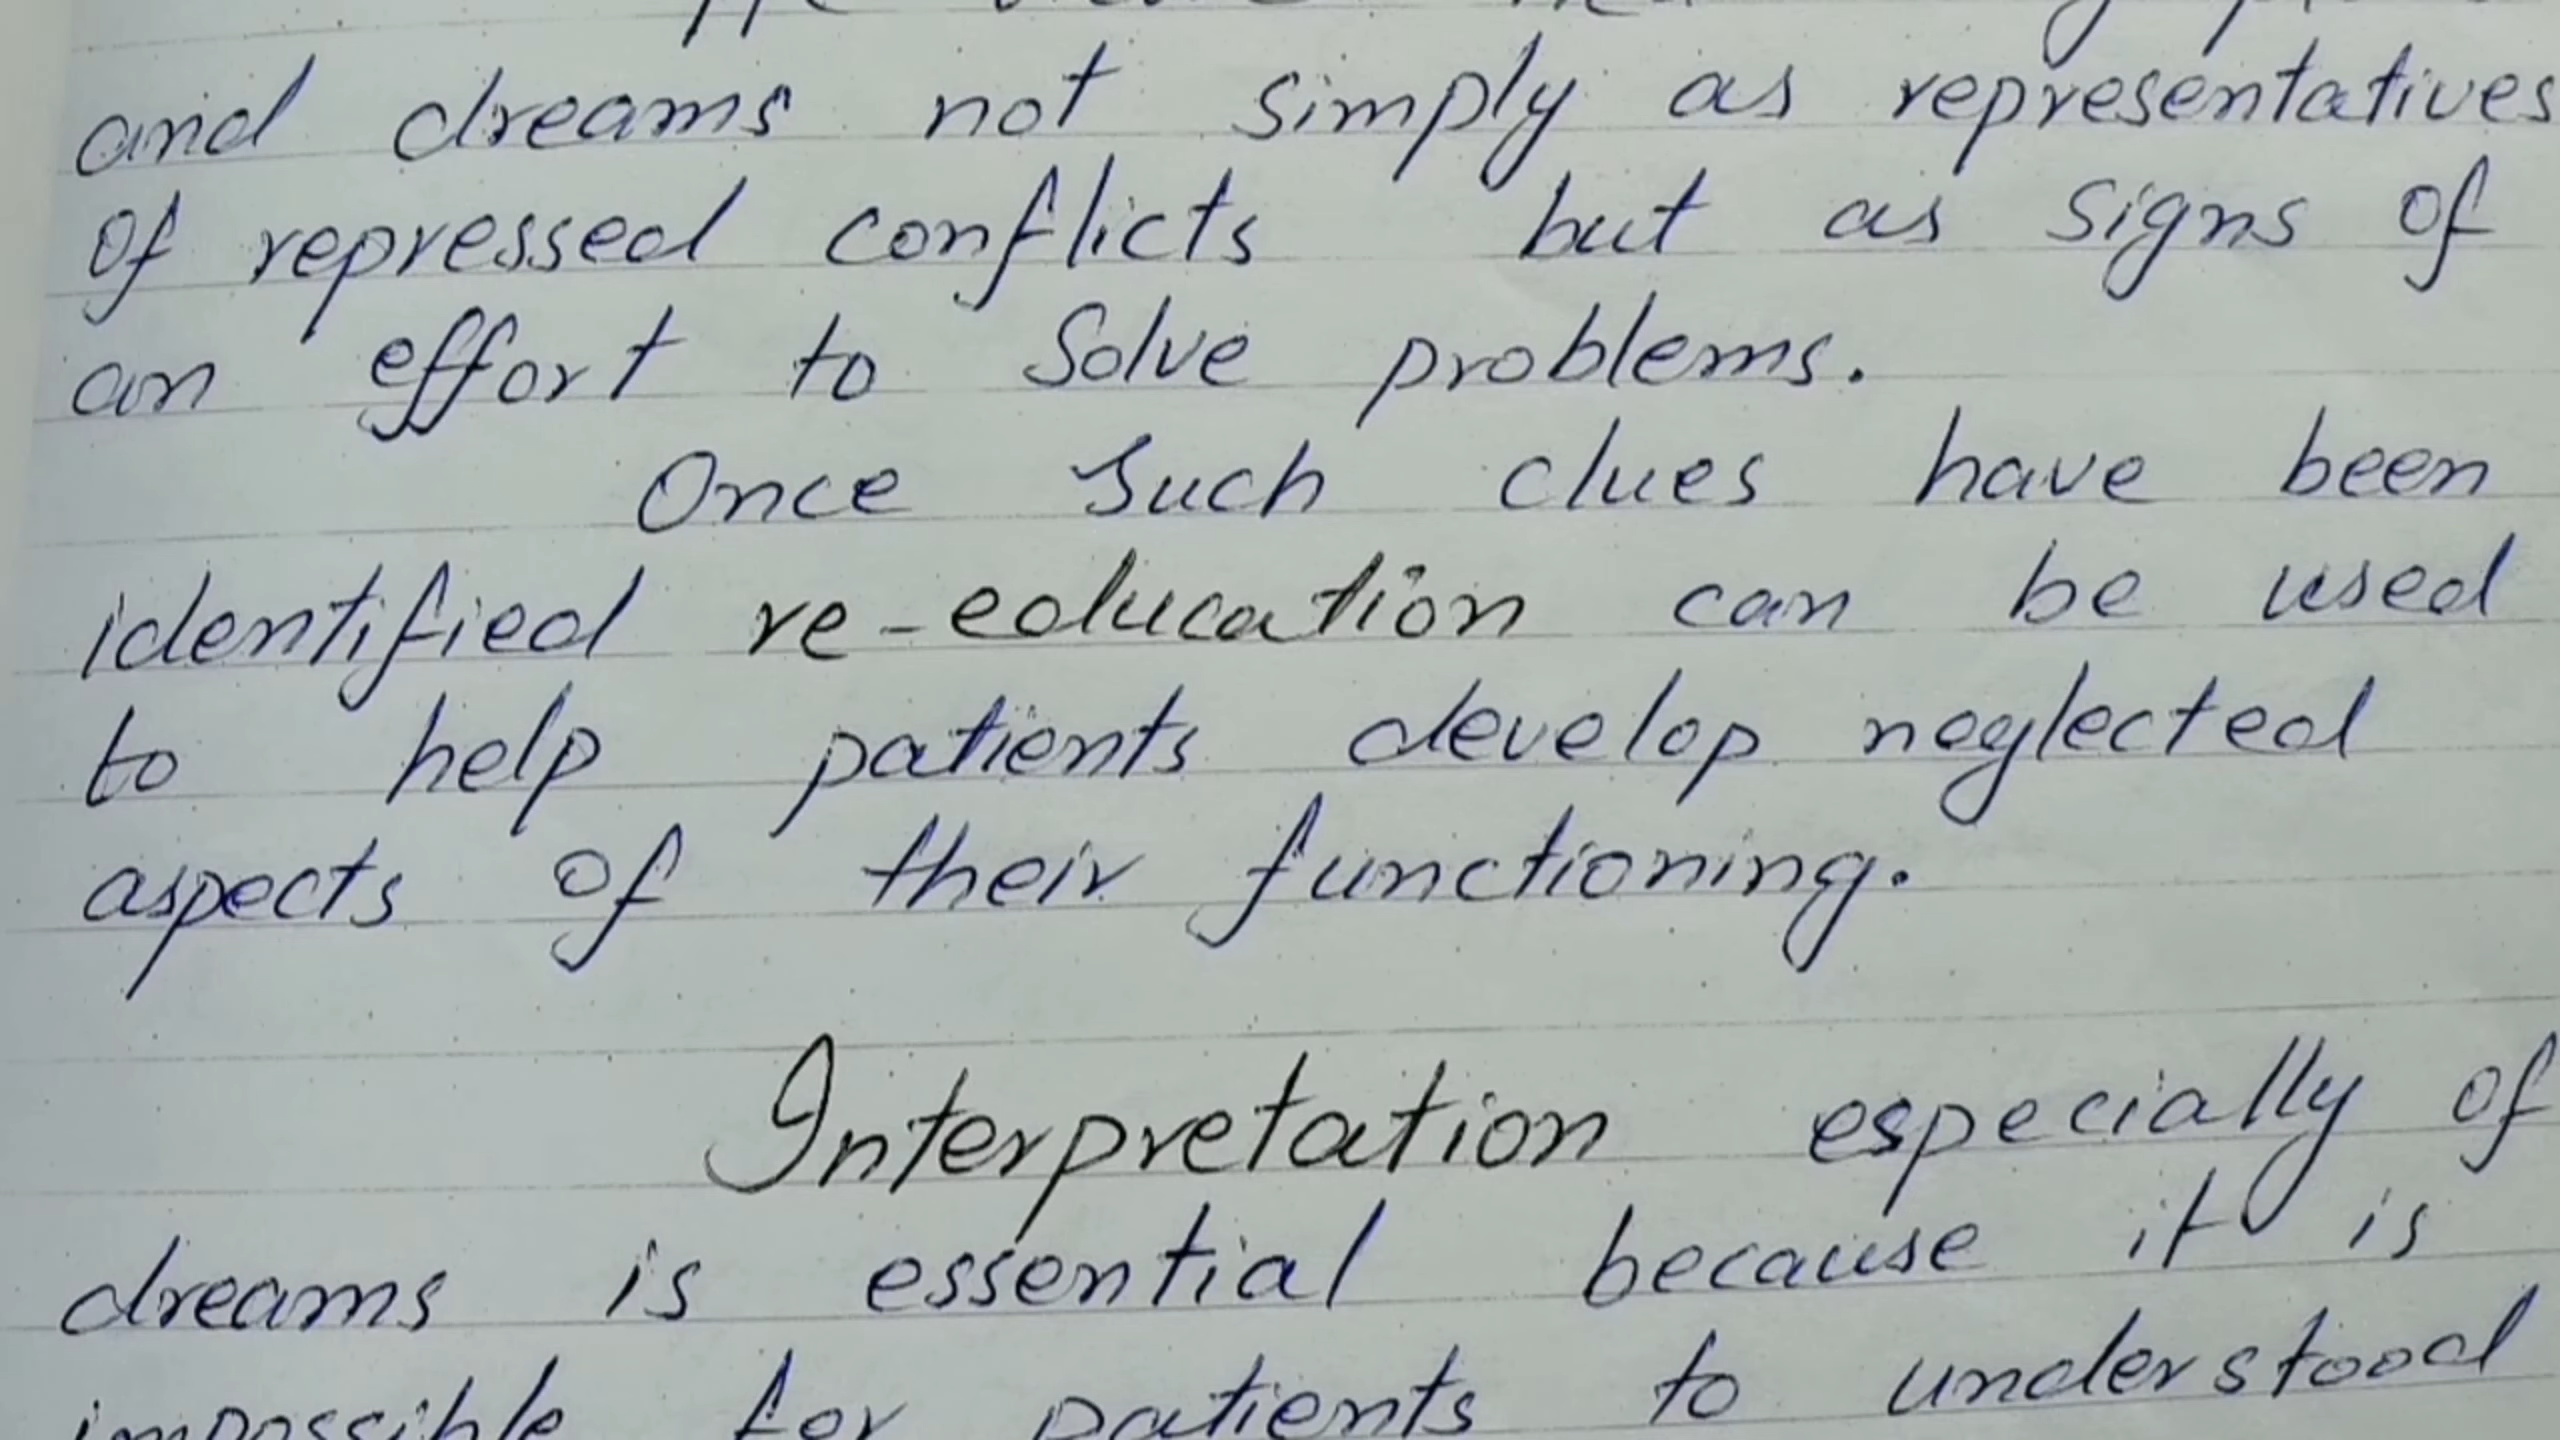 and dreams not simply as representatives
of repressed conflicts but as signs of
an effort to solve problems.
Once such clues have been
identified re-education can be used
to help patients develop neglected
aspects of their functioning.
Interpretation especially of
dreams is essential because it is
impossible for patients to understood